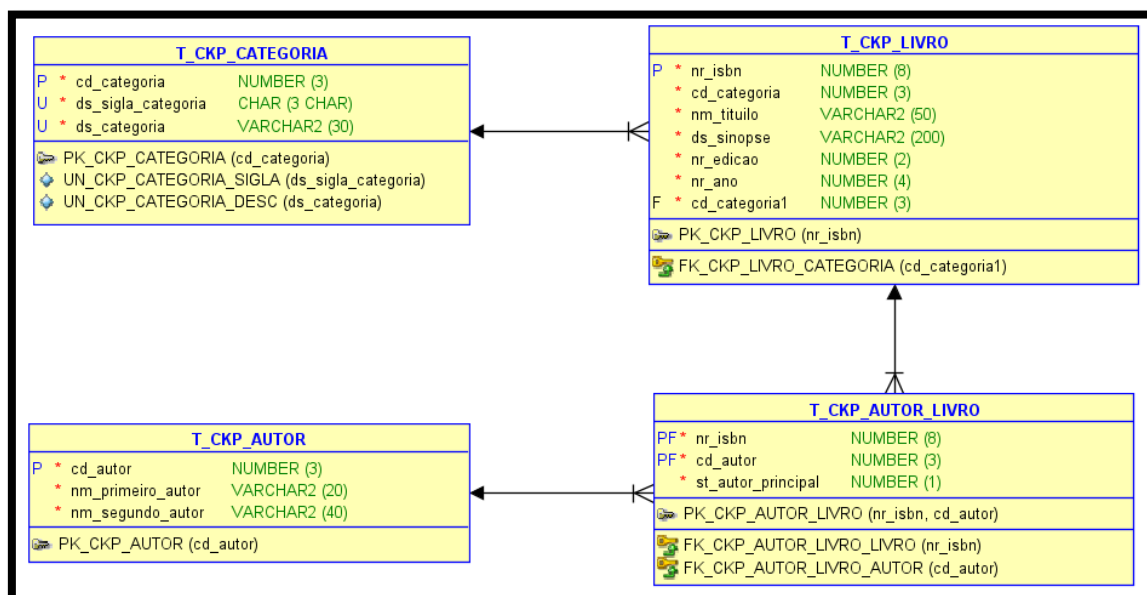 T_CKP_CATEGORIA
P * cd_categoria NUMBER (3)
U * ds_sigla_categoria CHAR (3 CHAR)
U * ds_categoria VARCHAR2 (30)
PK_CKP_CATEGORIA (cd_categoria)
UN_CKP_CATEGORIA_SIGLA (ds_sigla_categoria)
UN_CKP_CATEGORIA_DESC (ds_categoria)
T_CKP_LIVRO
P * nr_isbn NUMBER (8)
* cd_categoria NUMBER (3)
* nm_tituilo VARCHAR2 (50)
* ds_sinopse VARCHAR2 (200)
* nr_edicao NUMBER (2)
* nr_ano NUMBER (4)
F * cd_categoria1 NUMBER (3)
PK_CKP_LIVRO (nr_isbn)
FK_CKP_LIVRO_CATEGORIA (cd_categoria1)
T_CKP_AUTOR
P * cd_autor NUMBER (3)
* nm_primeiro_autor VARCHAR2 (20)
* nm_segundo_autor VARCHAR2 (40)
PK_CKP_AUTOR (cd_autor)
T_CKP_AUTOR_LIVRO
PF * nr_isbn NUMBER (8)
PF * cd_autor NUMBER (3)
* st_autor_principal NUMBER (1)
PK_CKP_AUTOR_LIVRO (nr_isbn, cd_autor)
FK_CKP_AUTOR_LIVRO_LIVRO (nr_isbn)
FK_CKP_AUTOR_LIVRO_AUTOR (cd_autor)